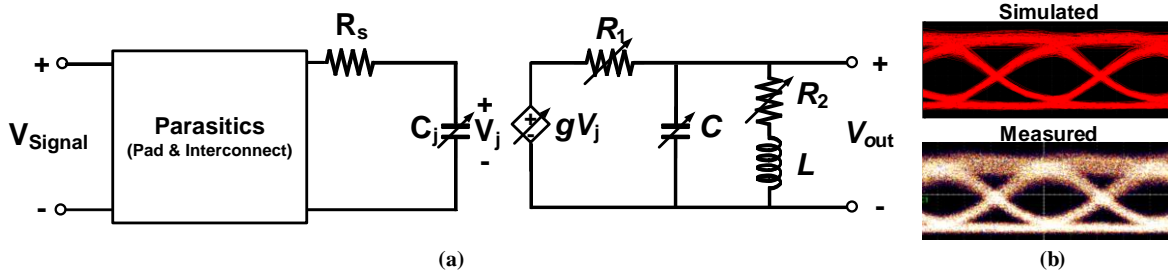 R_s
R_1
Simulated
+
+
V_Signal
Parasitics
(Pad & Interconnect)
C_j
+
V_j
-
+
-
gV_j
C
R_2
L
V_out
Measured
-
-
(a)
(b)